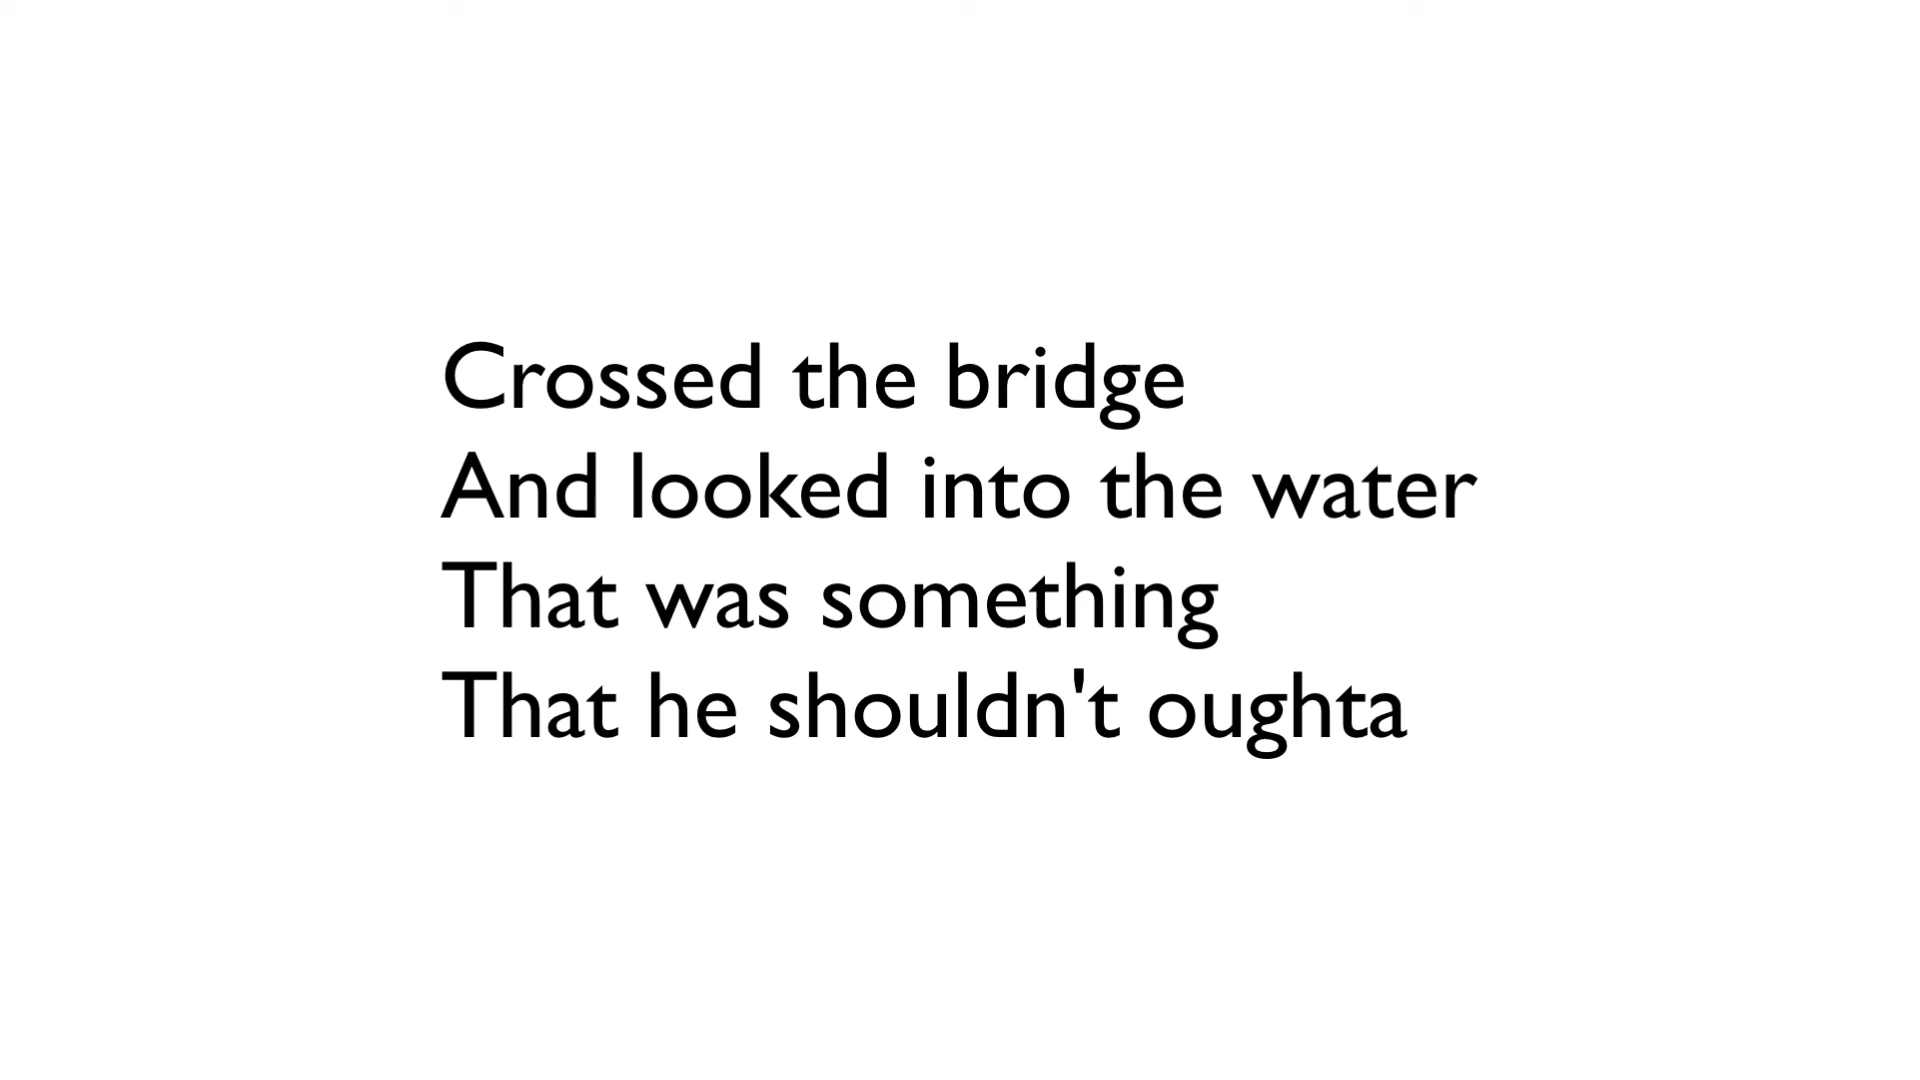 Crossed the bridge
And looked into the water
That was something
That he shouldn't oughta